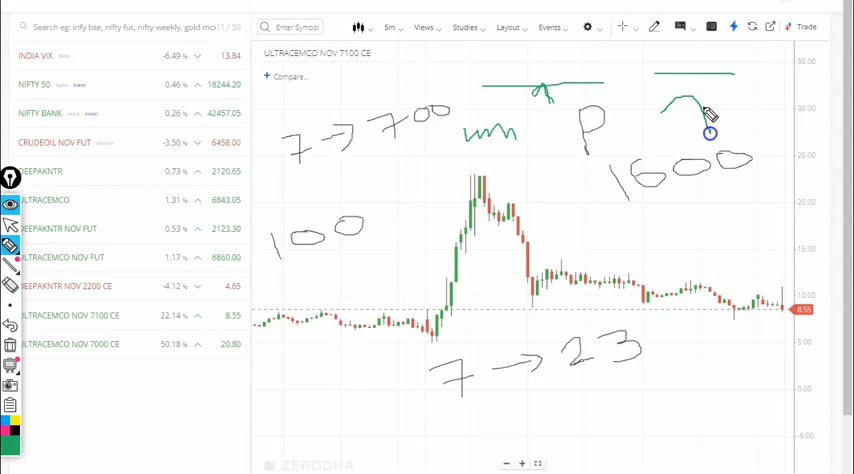 Search eg: infy bse, nifty fut, nifty weekly, gold mcx 11 / 50
Enter Symbol 5m Views Studies Layout Events Trade
ULTRACEMCO NOV 7100 CE
Compare...
INDIA VIX -6.49 % 13.84
NIFTY 50 EVENT 0.46 % 18244.20
NIFTY BANK EVENT 0.26 % 42457.05
CRUDEOIL NOV FUT -3.50 % 6458.00
DEEPAKNTR 0.73 % 2120.65
ULTRACEMCO 1.31 % 6843.05
DEEPAKNTR NOV FUT 0.53 % 2123.30
ULTRACEMCO NOV FUT 1.17 % 6860.00
DEEPAKNTR NOV 2200 CE -4.12 % 4.65
ULTRACEMCO NOV 7100 CE 22.14 % 8.55
ULTRACEMCO NOV 7000 CE 50.18 % 20.80
7 → 700
P
1000
100
7 → 23
35.00
30.00
25.00
20.00
15.00
10.00
8.55
5.00
0.00
-5.00
ZERODHA